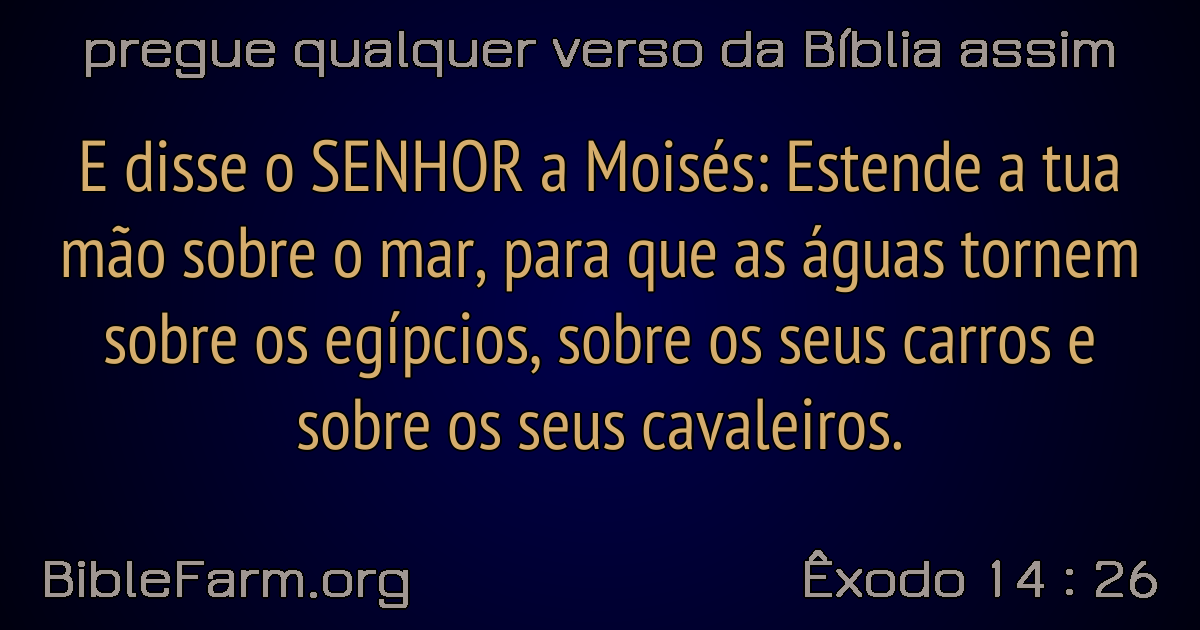 pregue qualquer verso da Bíblia assim
E disse o SENHOR a Moisés: Estende a tua
mão sobre o mar, para que as águas tornem
sobre os egípcios, sobre os seus carros e
sobre os seus cavaleiros.
BibleFarm.org
Êxodo 14 : 26